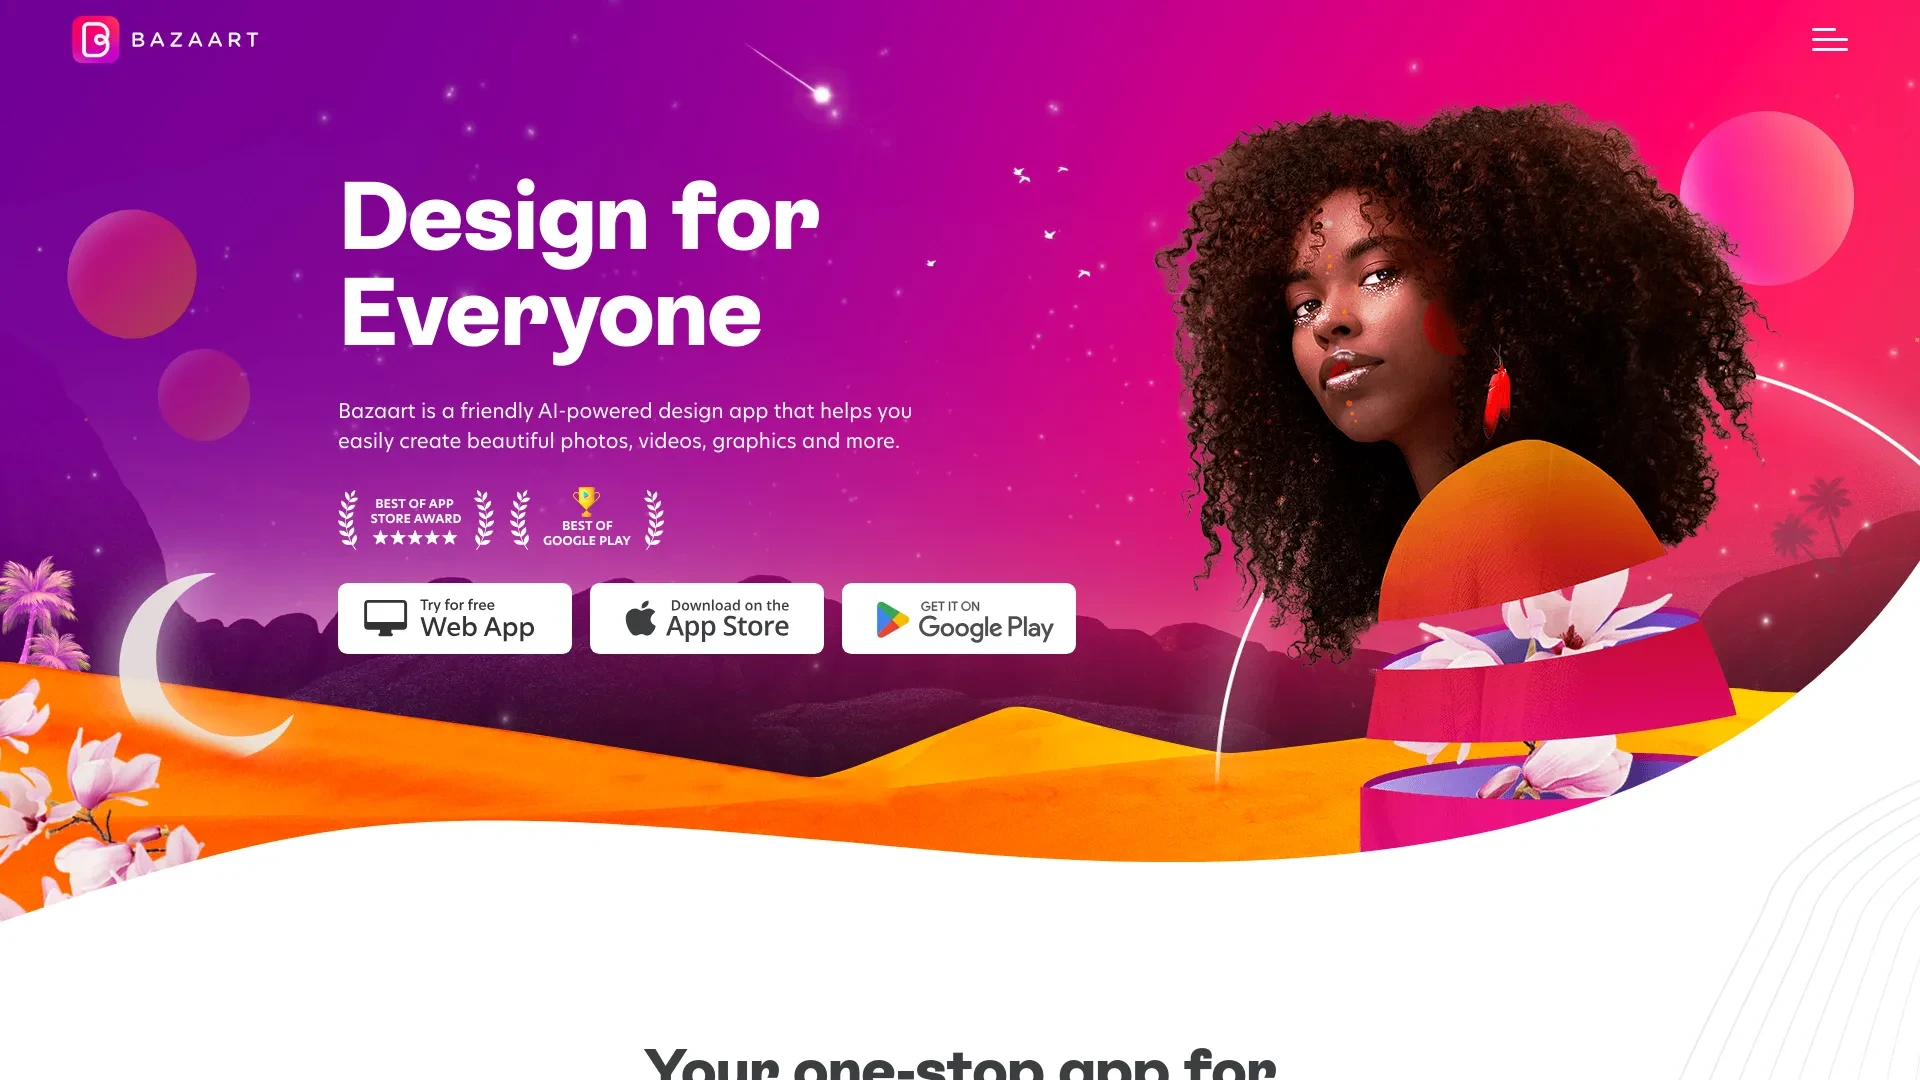 BAZAART
Design for
Everyone
Bazaart is a friendly AI-powered design app that helps you
easily create beautiful photos, videos, graphics and more.
BEST OF APP
STORE AWARD
BEST OF
GOOGLE PLAY
Try for free
Web App
Download on the
App Store
GET IT ON
Google Play
Your one-stop app for